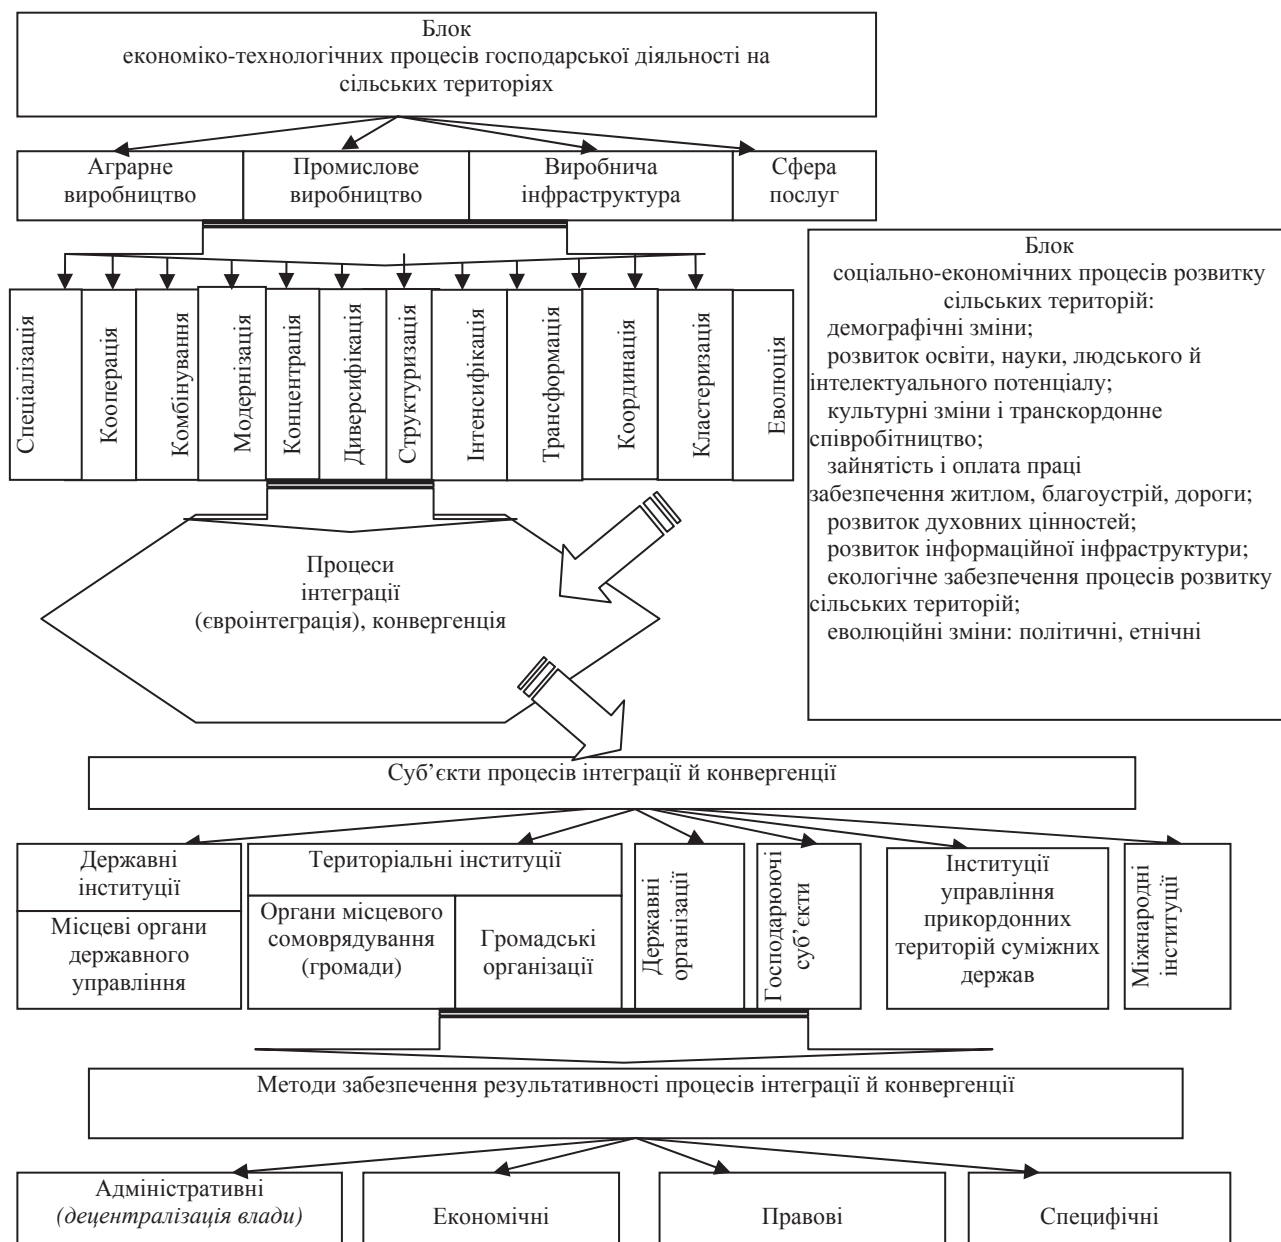 Блок
економіко-технологічних процесів господарської діяльності на
сільських територіях
Аграрне
виробництво
Промислове
виробництво
Виробнича
інфраструктура
Сфера
послуг
Спеціалізація
Кооперація
Комбінування
Модернізація
Концентрація
Диверсифікація
Структуризація
Інтенсифікація
Трансформація
Координація
Кластеризація
Еволюція
Блок
соціально-економічних процесів розвитку
сільських територій:
демографічні зміни;
розвиток освіти, науки, людського й
інтелектуального потенціалу;
культурні зміни і транскордонне
співробітництво;
зайнятість і оплата праці
забезпечення житлом, благоустрій, дороги;
розвиток духовних цінностей;
розвиток інформаційної інфраструктури;
екологічне забезпечення процесів розвитку
сільських територій;
еволюційні зміни: політичні, етнічні
Процеси
інтеграції
(євроінтеграція), конвергенція
Суб’єкти процесів інтеграції й конвергенції
Державні
інституції
Місцеві органи
державного
управління
Територіальні інституції
Органи місцевого
сомоврядування
(громади)
Громадські
організації
Державні
організації
Господарюючі
суб’єкти
Інституції
управління
прикордонних
територій суміжних
держав
Міжнародні
інституції
Методи забезпечення результативності процесів інтеграції й конвергенції
Адміністративні
(децентралізація влади)
Економічні
Правові
Специфічні